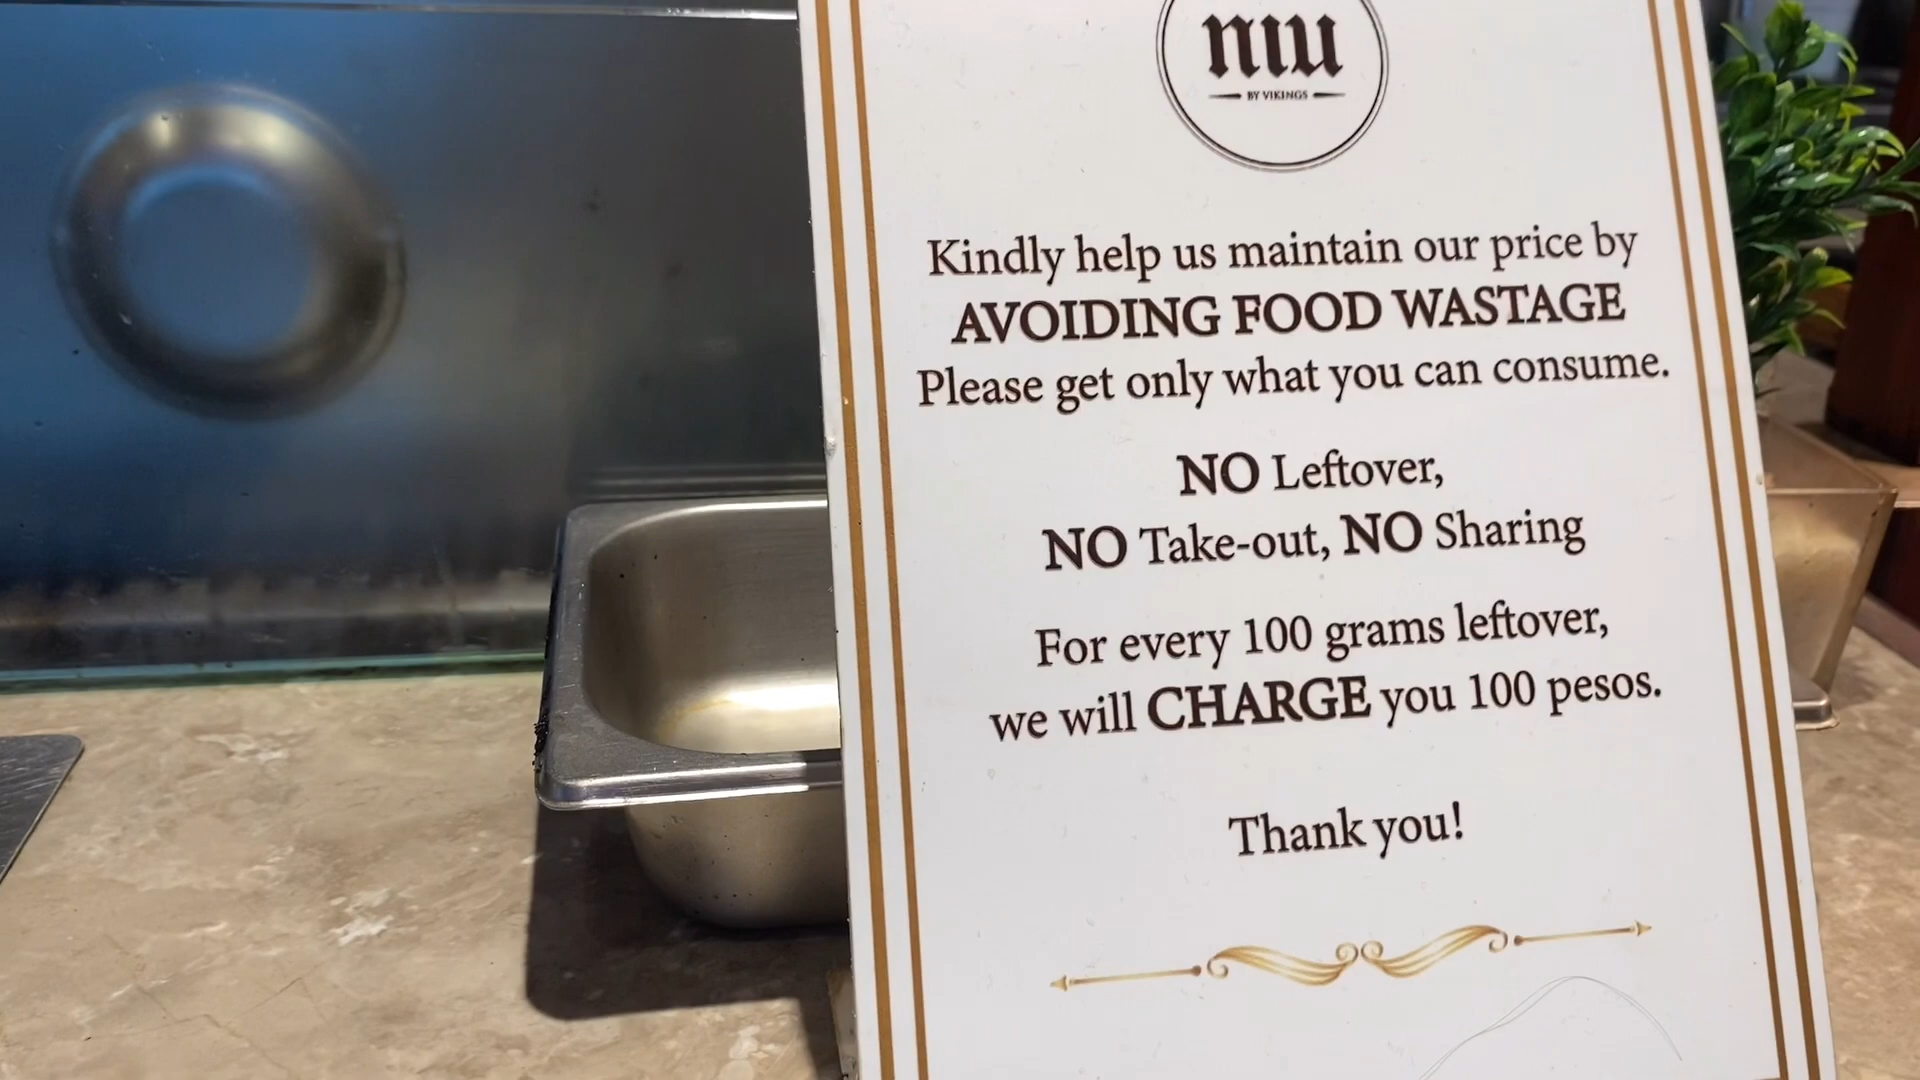 niu
BY VIKINGS
Kindly help us maintain our price by
AVOIDING FOOD WASTAGE
Please get only what you can consume.
NO Leftover,
NO Take-out, NO Sharing
For every 100 grams leftover,
we will CHARGE you 100 pesos.
Thank you!